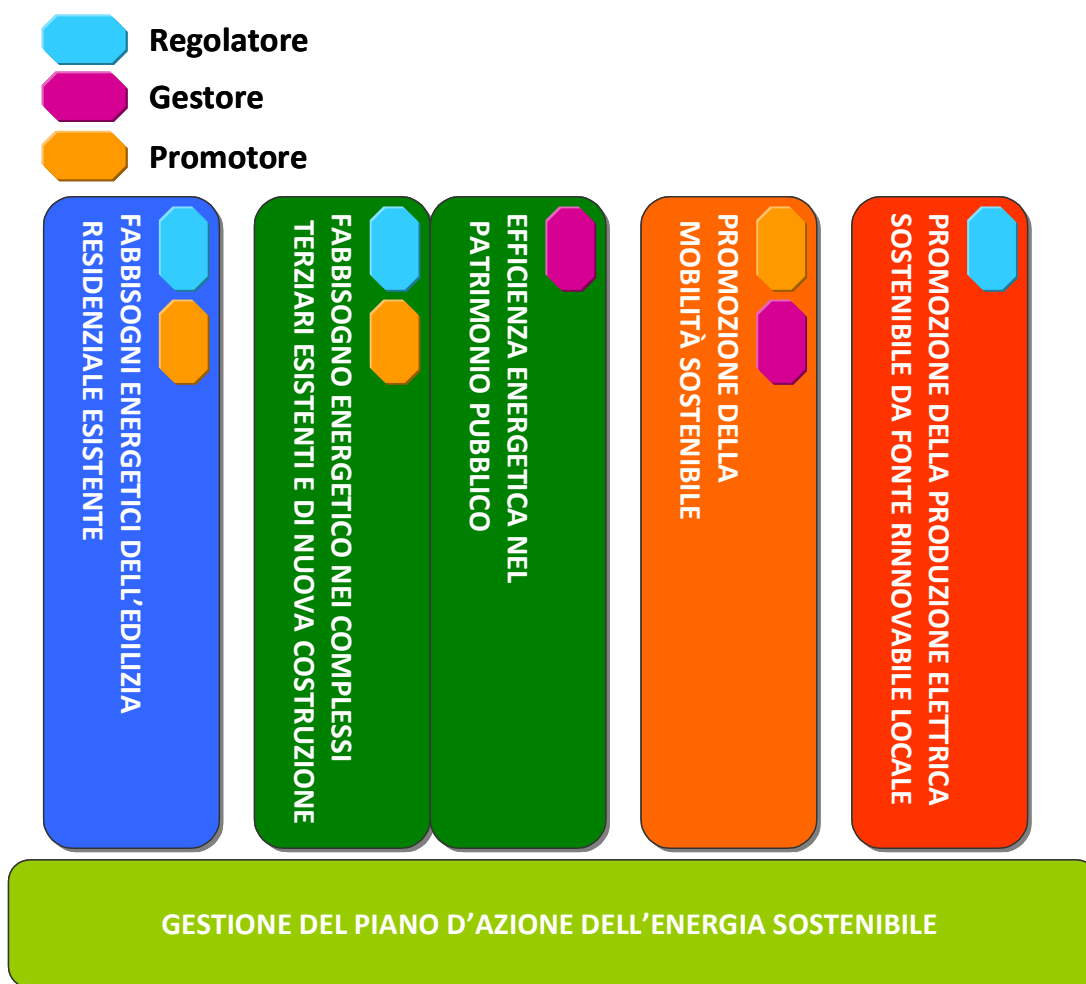 Regolatore
Gestore
Promotore
FABBISOGNI ENERGETICI DELL’EDILIZIA
RESIDENZIALE ESISTENTE
FABBISOGNO ENERGETICO NEI COMPLESSI
TERZIARI ESISTENTI E DI NUOVA COSTRUZIONE
EFFICIENZA ENERGETICA NEL
PATRIMONIO PUBBLICO
PROMOZIONE DELLA
MOBILITÀ SOSTENIBILE
PROMOZIONE DELLA PRODUZIONE ELETTRICA
SOSTENIBILE DA FONTE RINNOVABILE LOCALE
GESTIONE DEL PIANO D’AZIONE DELL’ENERGIA SOSTENIBILE